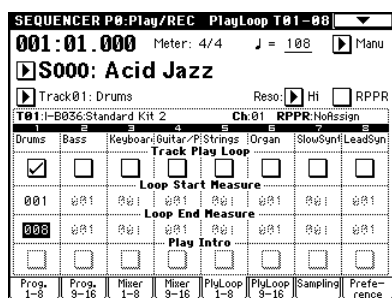 SEQUENCER P0:Play/REC PlayLoop T01-08
001:01.000 Meter: 4/4 ♩ = 108 Manu
S000: Acid Jazz
Track01: Drums Reso: Hi RPPR
T01:I-B036:Standard Kit 2 Ch:01 RPPR:NoAssign
1 2 3 4 5 6 7 8
Drums Bass Keyboar Guitar/P Strings Organ SlowSynt LeadSyn
Track Play Loop
Loop Start Measure
001 001 001 001 001 001 001 001
Loop End Measure
008 001 001 001 001 001 001 001
Play Intro
Prog. 1-8 Prog. 9-16 Mixer 1-8 Mixer 9-16 PlyLoop 1-8 PlyLoop 9-16 Sampling Prefe-rence